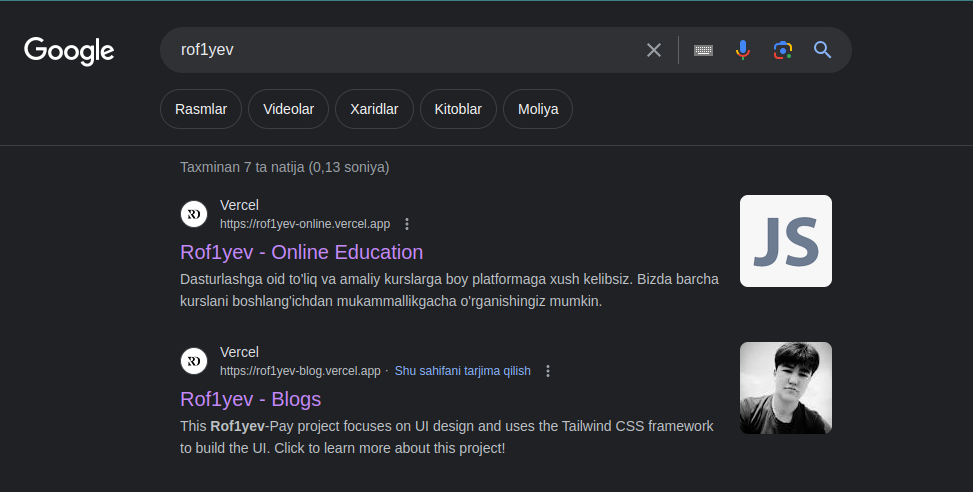 Google
rof1yev
Rasmlar
Videolar
Xaridlar
Kitoblar
Moliya
Taxminan 7 ta natija (0,13 soniya)
RO
Vercel
https://rof1yev-online.vercel.app
Rof1yev - Online Education
Dasturlashga oid to'liq va amaliy kurslarga boy platformaga xush kelibsiz. Bizda barcha
kurslani boshlang'ichdan mukammallikgacha o'rganishingiz mumkin.
JS
RO
Vercel
https://rof1yev-blog.vercel.app · Shu sahifani tarjima qilish
Rof1yev - Blogs
This Rof1yev-Pay project focuses on UI design and uses the Tailwind CSS framework
to build the UI. Click to learn more about this project!